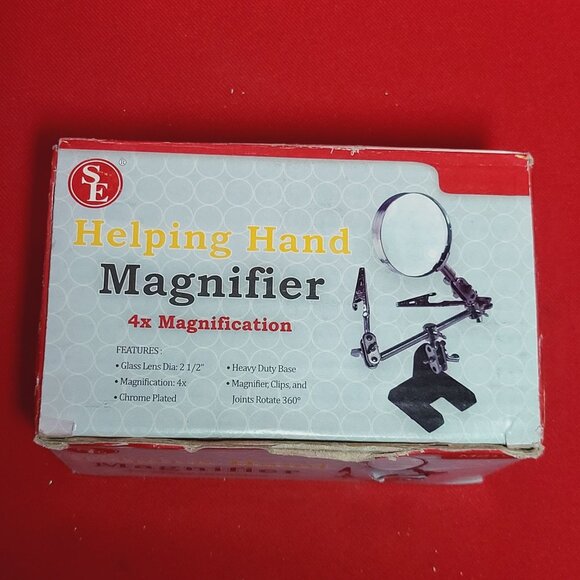 SE®
Helping Hand
Magnifier
4x Magnification
FEATURES :
• Glass Lens Dia: 2 1/2"
• Magnification: 4x
• Chrome Plated
• Heavy Duty Base
• Magnifier, Clips, and
Joints Rotate 360°
Magnifier